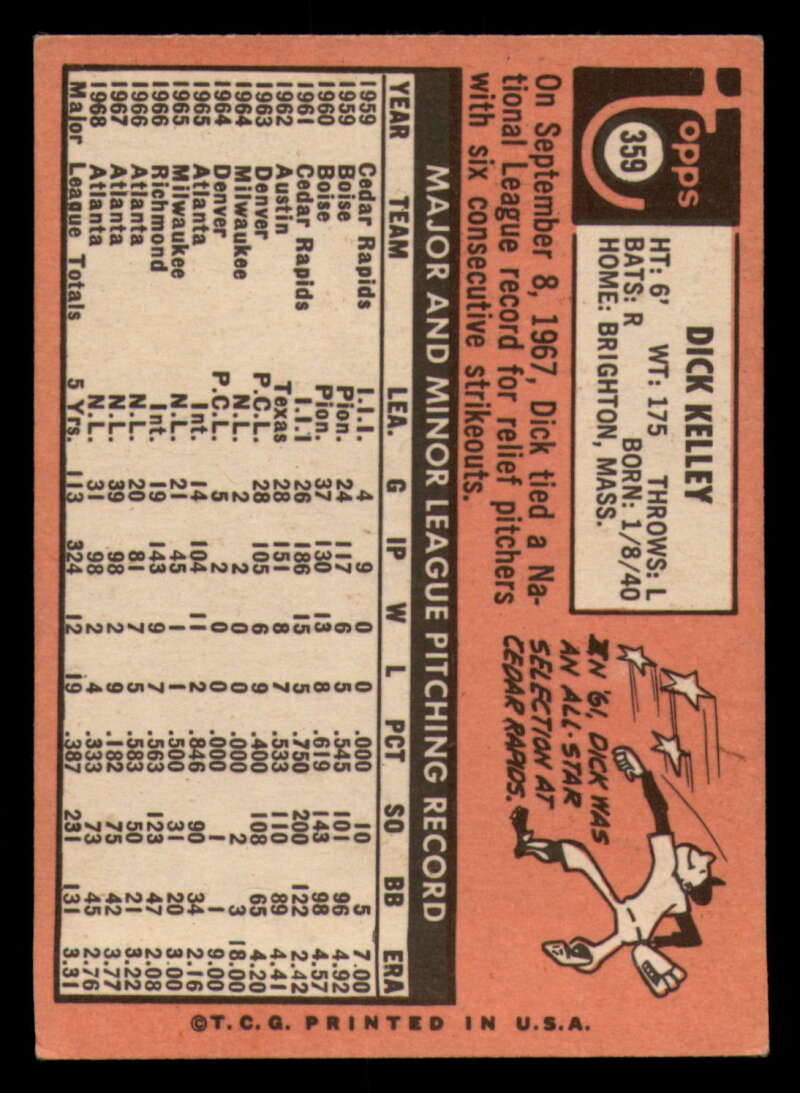 Topps
359
DICK KELLEY
HT: 6' WT: 175 THROWS: L
BATS: R BORN: 1/8/40
HOME: BRIGHTON, MASS.
On September 8, 1967, Dick tied a Na-
tional League record for relief pitchers
with six consecutive strikeouts.
IN '61, DICK WAS
AN ALL-STAR
SELECTION AT
CEDAR RAPIDS.
MAJOR AND MINOR LEAGUE PITCHING RECORD
YEAR TEAM LEA. G IP W L PCT SO BB ERA
1959 Cedar Rapids I.I.I. 4 9 0 0 .000 10 5 7.00
1959 Boise Pion. 24 117 6 5 .545 101 96 4.92
1960 Boise Pion. 37 130 13 8 .619 143 98 4.57
1961 Cedar Rapids I.I.I 26 186 15 5 .750 200 122 2.42
1962 Austin Texas 28 151 8 7 .533 110 89 4.41
1963 Denver P.C.L. 28 105 6 9 .400 108 65 4.20
1964 Milwaukee N.L. 2 2 0 0 .000 2 3 18.00
1964 Denver P.C.L. 5 2 0 0 .000 1 1 9.00
1965 Atlanta Int. 14 104 11 2 .846 90 34 2.16
1965 Milwaukee N.L. 21 45 1 1 .500 31 20 3.00
1966 Richmond Int. 19 143 9 7 .563 123 47 2.08
1966 Atlanta N.L. 20 81 7 5 .583 50 21 3.22
1967 Atlanta N.L. 39 98 2 9 .182 75 42 3.77
1968 Atlanta N.L. 31 98 2 4 .333 73 45 2.76
Major League Totals 5 Yrs. 113 324 12 19 .387 231 131 3.31
©T.C.G. PRINTED IN U.S.A.